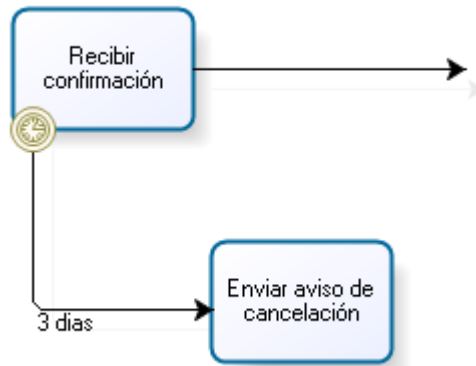 Recibir
confirmación
3 dias
Enviar aviso de
cancelación